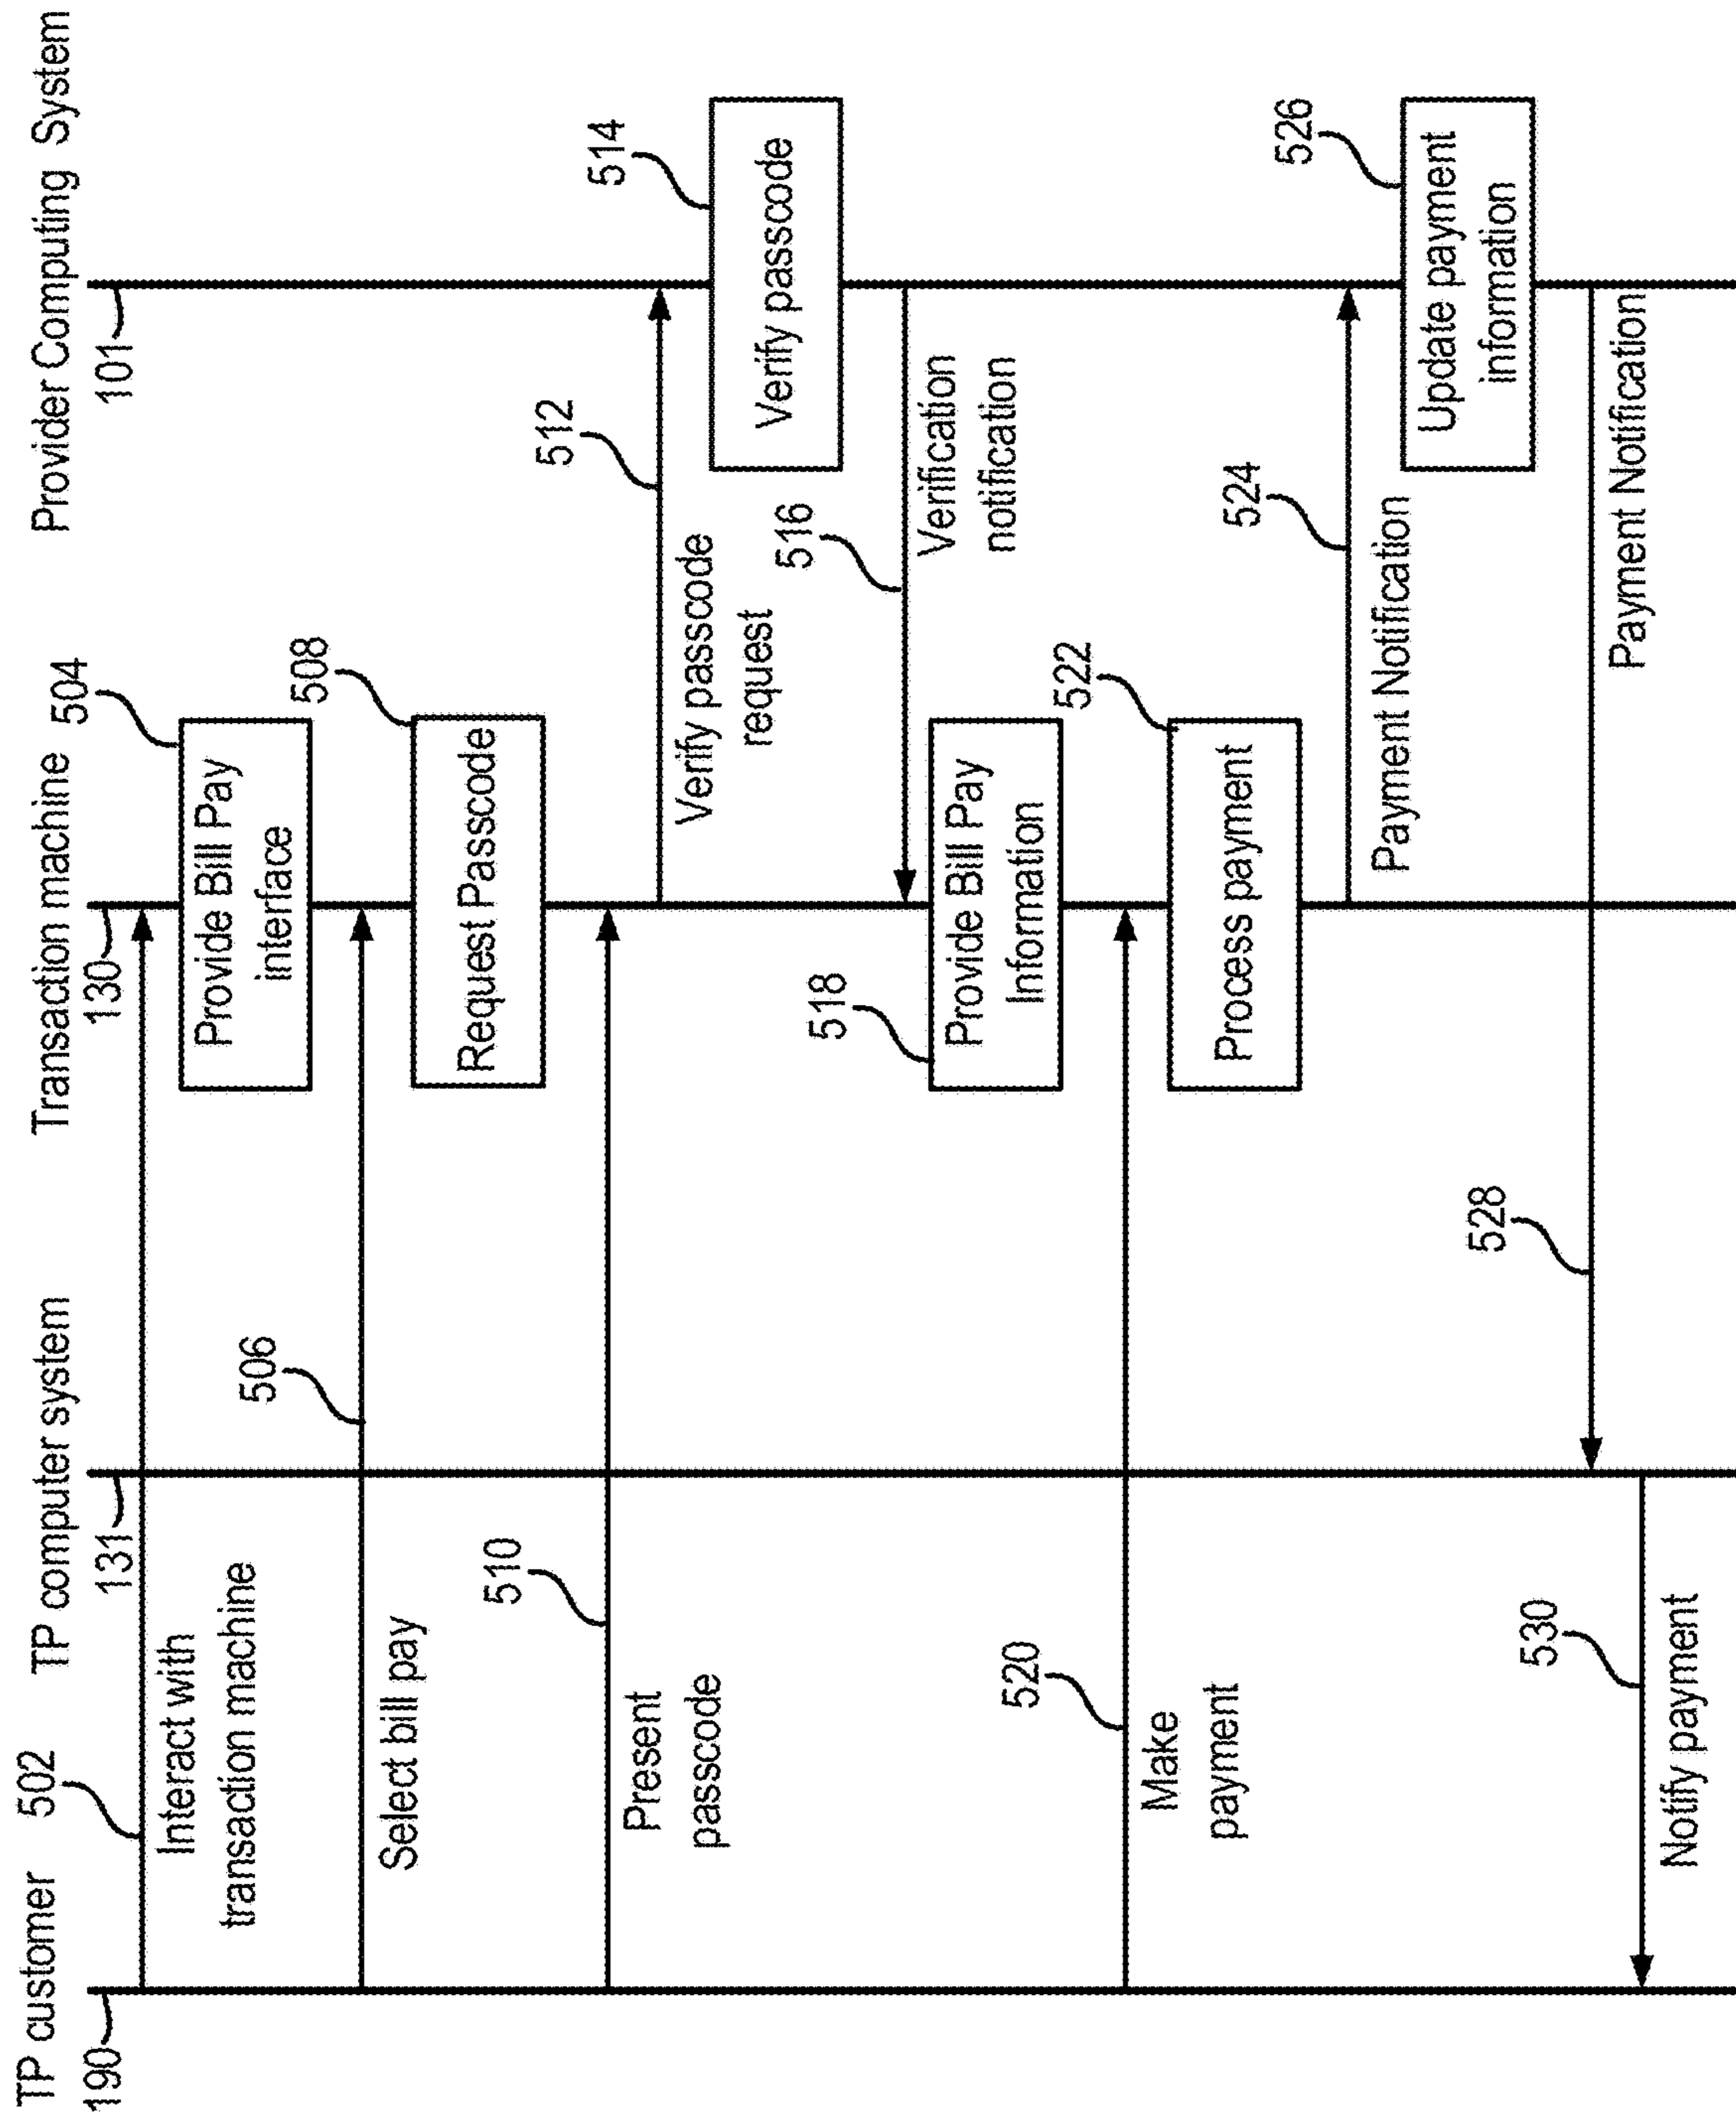 TP customer
TP computer system
Transaction machine
Provider Computing System
190
131
130
101
502
Interact with
transaction machine
504
Provide Bill Pay
interface
506
Select bill pay
508
Request Passcode
510
Present
passcode
512
Verify passcode
request
514
Verify passcode
516
Verification
notification
518
Provide Bill Pay
Information
520
Make
payment
522
Process payment
524
Payment Notification
526
Update payment
information
528
Payment Notification
530
Notify payment